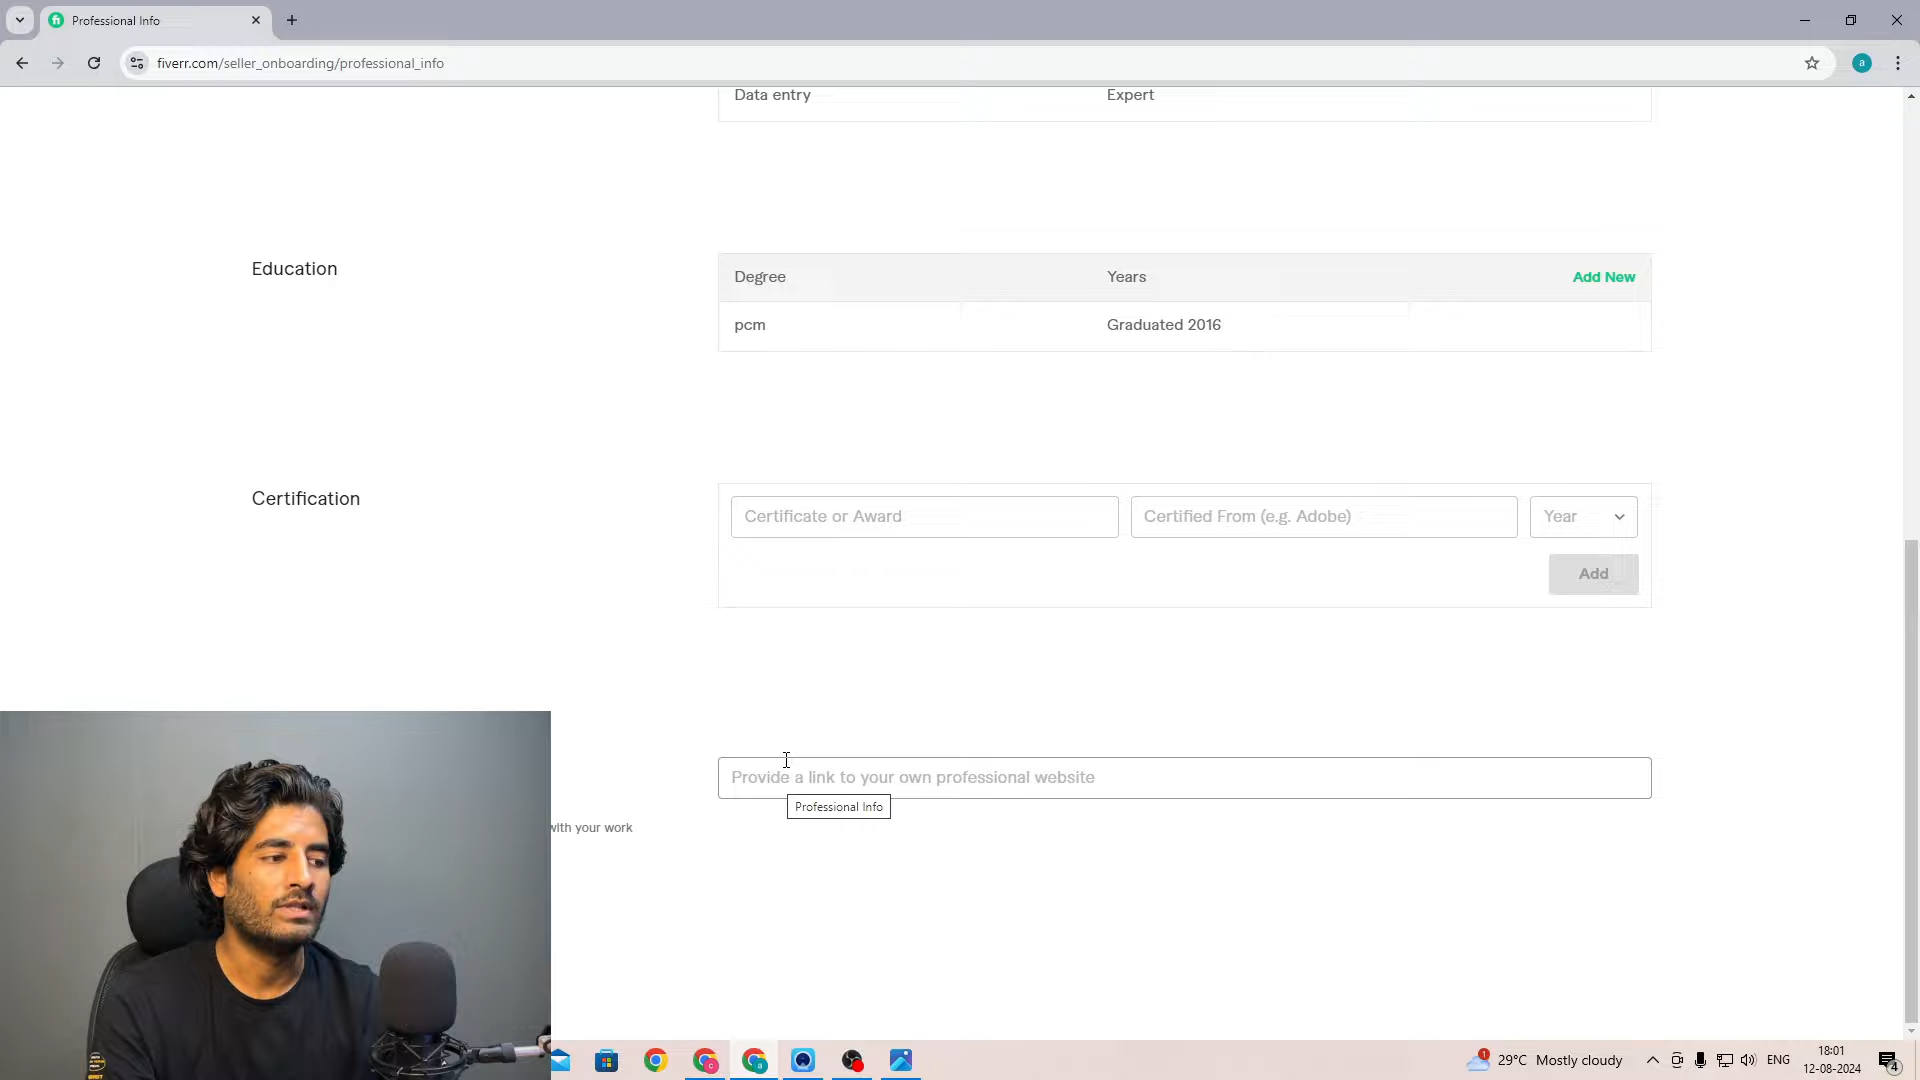 Professional Info
fiverr.com/seller_onboarding/professional_info
a
Data entry Expert
Education
Degree Years Add New
pcm Graduated 2016
Certification
Certificate or Award Certified From (e.g. Adobe) Year
Add
Provide a link to your own professional website
Professional Info
with your work
1 29°C Mostly cloudy ENG 18:01
12-08-2024 4